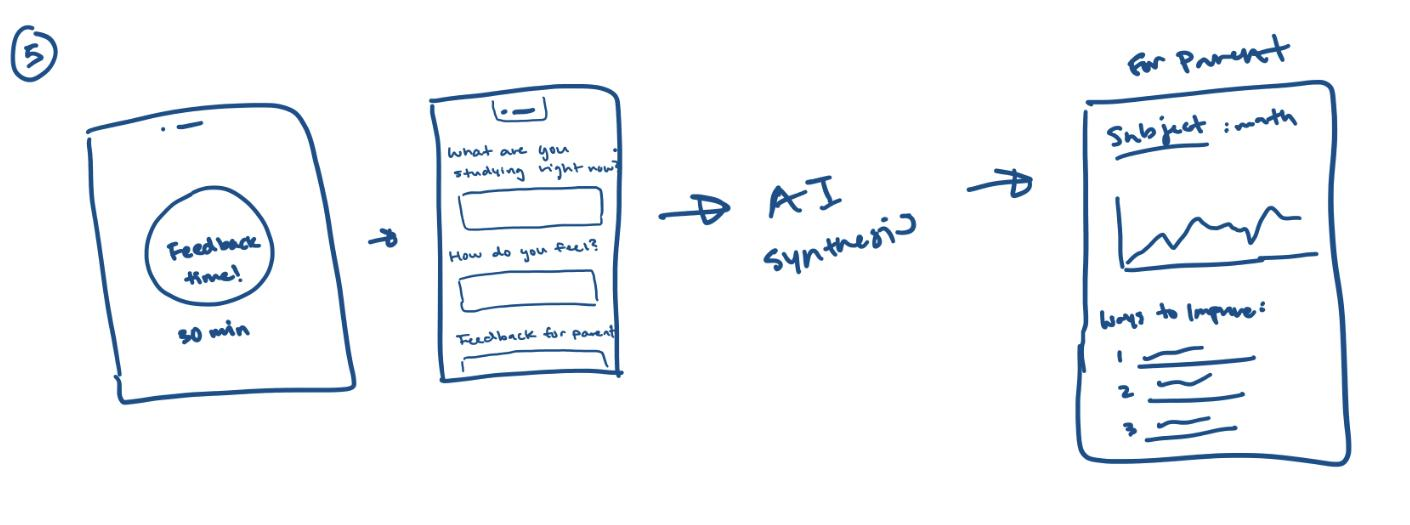 5
Feedback
time!
30 min
What are you
studying right now?
How do you feel?
Feedback for parent
AI
synthesis
For Parent
Subject : math
Ways to Improve:
1
2
3